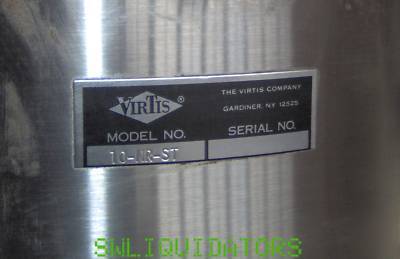 VIRTIS®
THE VIRTIS COMPANY
GARDINER, NY 12525
MODEL NO.
SERIAL NO.
10-MR-ST
SWLIQUIDATORS